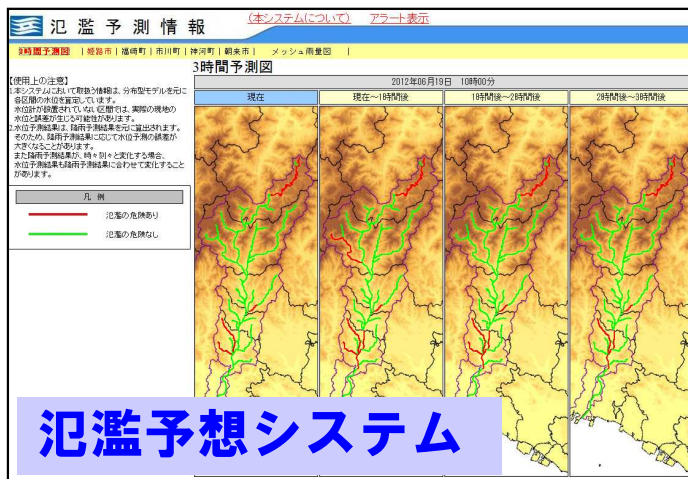 氾濫予測情報
(本システムについて) アラート表示
3時間予測図 | 姫路市 | 福崎町 | 市川町 | 神河町 | 朝来市 | メッシュ雨量図 |
3時間予測図
2012年06月19日 10時00分
現在 現在～1時間後 1時間後～2時間後 2時間後～3時間後
【使用上の注意】
1.本システムにおいて取扱う情報は、分布型モデルを元に
各区間の水位を算定しています。
水位計が設置されていない区間では、実際の現地の
水位と誤差が生じる可能性があります。
2.水位予測結果は、降雨予測結果を元に算出されます。
そのため、降雨予測結果に応じて水位予測の誤差が
大きくなることがあります。
また降雨予測結果が、時々刻々と変化する場合、
水位予測結果も降雨予測結果に合わせて変化すること
があります。
凡 例
氾濫の危険あり
氾濫の危険なし
氾濫予想システム